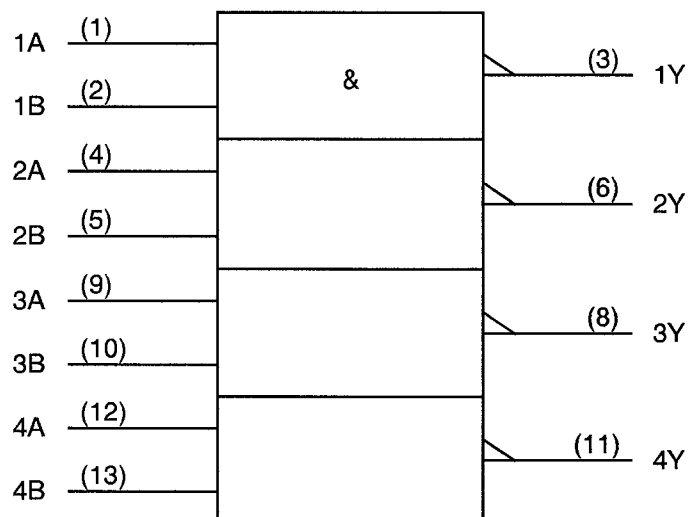 1A (1)
& (3) 1Y
1B (2)
2A (4)
(6) 2Y
2B (5)
3A (9)
(8) 3Y
3B (10)
4A (12)
(11) 4Y
4B (13)